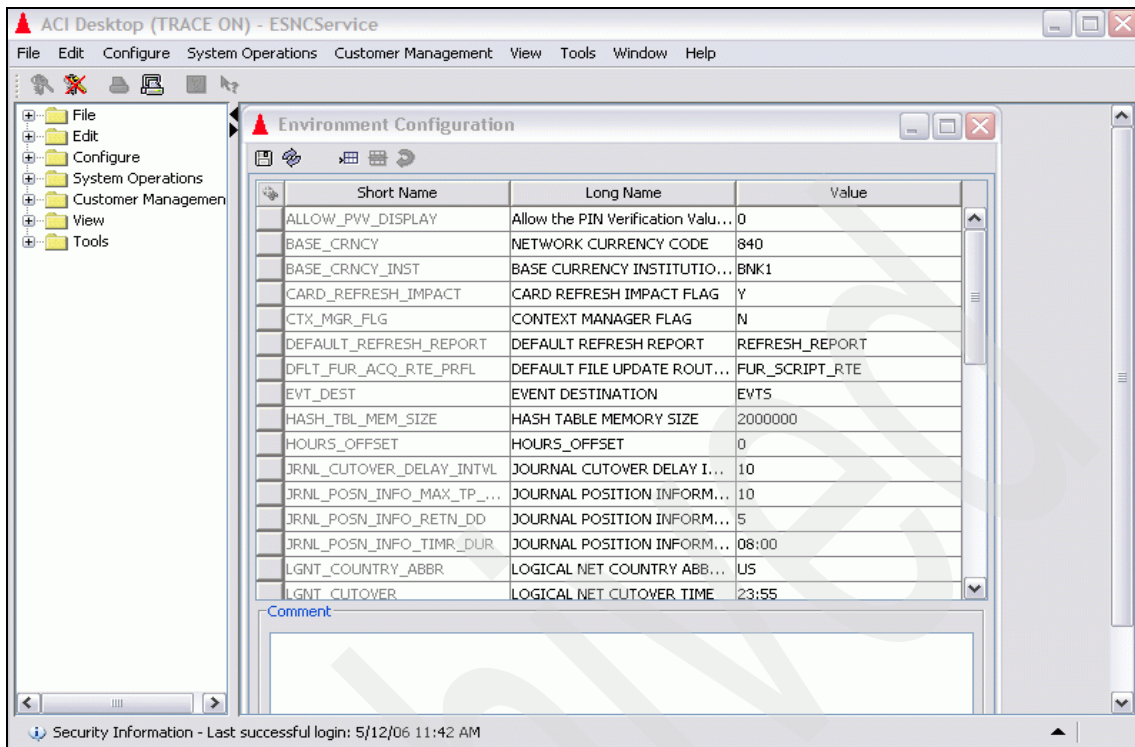 ACI Desktop (TRACE ON) - ESNCService
File Edit Configure System Operations Customer Management View Tools Window Help
File
Edit
Configure
System Operations
Customer Managemen
View
Tools
Environment Configuration
Short Name Long Name Value
ALLOW_PVV_DISPLAY Allow the PIN Verification Valu... 0
BASE_CRNCY NETWORK CURRENCY CODE 840
BASE_CRNCY_INST BASE CURRENCY INSTITUTIO... BNK1
CARD_REFRESH_IMPACT CARD REFRESH IMPACT FLAG Y
CTX_MGR_FLG CONTEXT MANAGER FLAG N
DEFAULT_REFRESH_REPORT DEFAULT REFRESH REPORT REFRESH_REPORT
DFLT_FUR_ACQ_RTE_PRFL DEFAULT FILE UPDATE ROUT... FUR_SCRIPT_RTE
EVT_DEST EVENT DESTINATION EVTS
HASH_TBL_MEM_SIZE HASH TABLE MEMORY SIZE 2000000
HOURS_OFFSET HOURS_OFFSET 0
JRNL_CUTOVER_DELAY_INTVL JOURNAL CUTOVER DELAY I... 10
JRNL_POSN_INFO_MAX_TP_... JOURNAL POSITION INFORM... 10
JRNL_POSN_INFO_RETN_DD JOURNAL POSITION INFORM... 5
JRNL_POSN_INFO_TIMR_DUR JOURNAL POSITION INFORM... 08:00
LGNT_COUNTRY_ABBR LOGICAL NET COUNTRY ABB... US
LGNT_CUTOVER LOGICAL NET CUTOVER TIME 23:55
Comment
Security Information - Last successful login: 5/12/06 11:42 AM